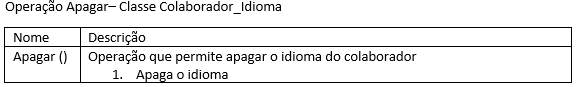 Operação Apagar– Classe Colaborador_Idioma
Nome Descrição
Apagar () Operação que permite apagar o idioma do colaborador
1. Apaga o idioma